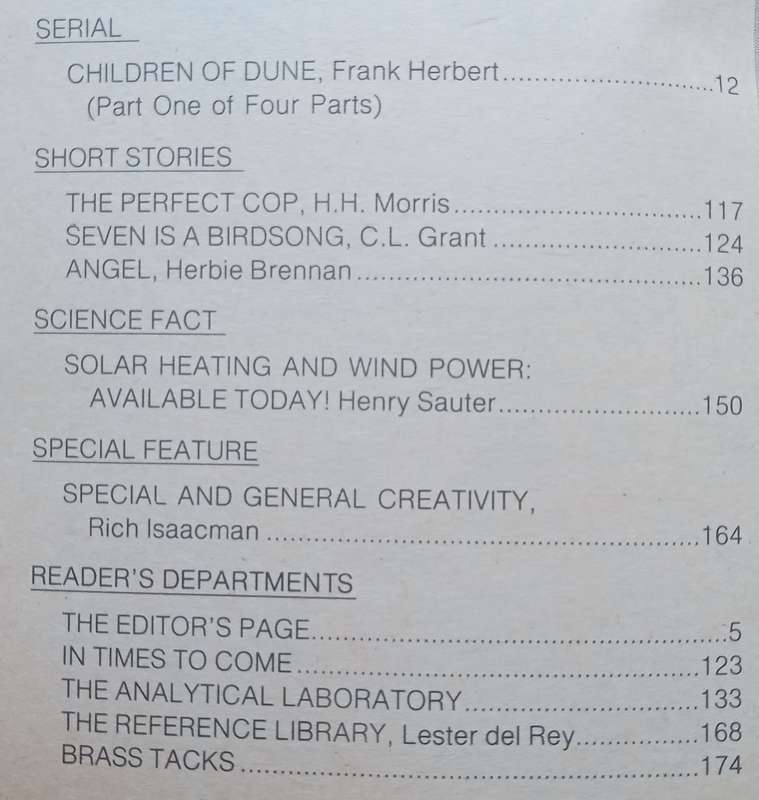 SERIAL
CHILDREN OF DUNE, Frank Herbert..............................12
(Part One of Four Parts)
SHORT STORIES
THE PERFECT COP, H.H. Morris..................................117
SEVEN IS A BIRDSONG, C.L. Grant ............................124
ANGEL, Herbie Brennan ..............................................136
SCIENCE FACT
SOLAR HEATING AND WIND POWER:
AVAILABLE TODAY! Henry Sauter...........................150
SPECIAL FEATURE
SPECIAL AND GENERAL CREATIVITY,
Rich Isaacman .........................................................164
READER'S DEPARTMENTS
THE EDITOR'S PAGE.......................................................5
IN TIMES TO COME .....................................................123
THE ANALYTICAL LABORATORY...............................133
THE REFERENCE LIBRARY, Lester del Rey................168
BRASS TACKS ............................................................174